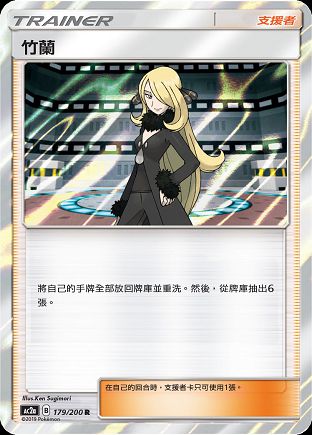 TRAINER 支援者
竹蘭
將自己的手牌全部放回牌庫並重洗。然後，從牌庫抽出6
張。
Illus.Ken Sugimori
AC2a B 179/200 R
©2019 Pokémon
在自己的回合時，支援者卡只可使用1張。